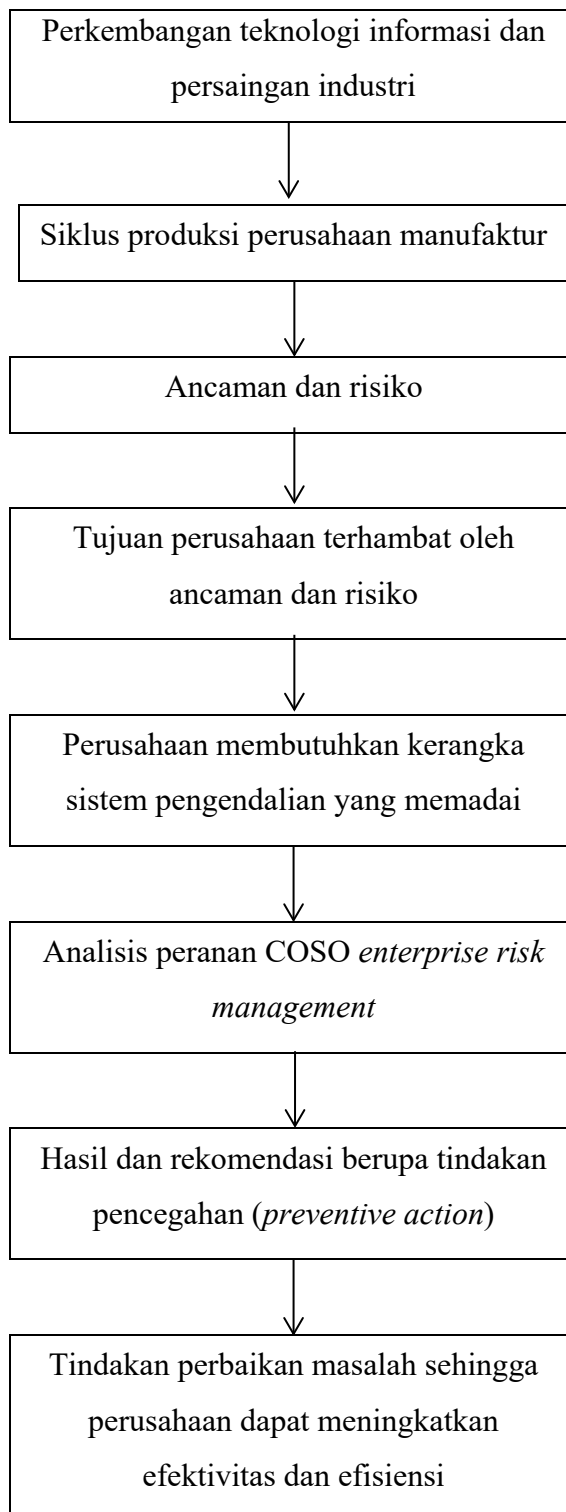 Perkembangan teknologi informasi dan
persaingan industri
Siklus produksi perusahaan manufaktur
Ancaman dan risiko
Tujuan perusahaan terhambat oleh
ancaman dan risiko
Perusahaan membutuhkan kerangka
sistem pengendalian yang memadai
Analisis peranan COSO enterprise risk
management
Hasil dan rekomendasi berupa tindakan
pencegahan (preventive action)
Tindakan perbaikan masalah sehingga
perusahaan dapat meningkatkan
efektivitas dan efisiensi